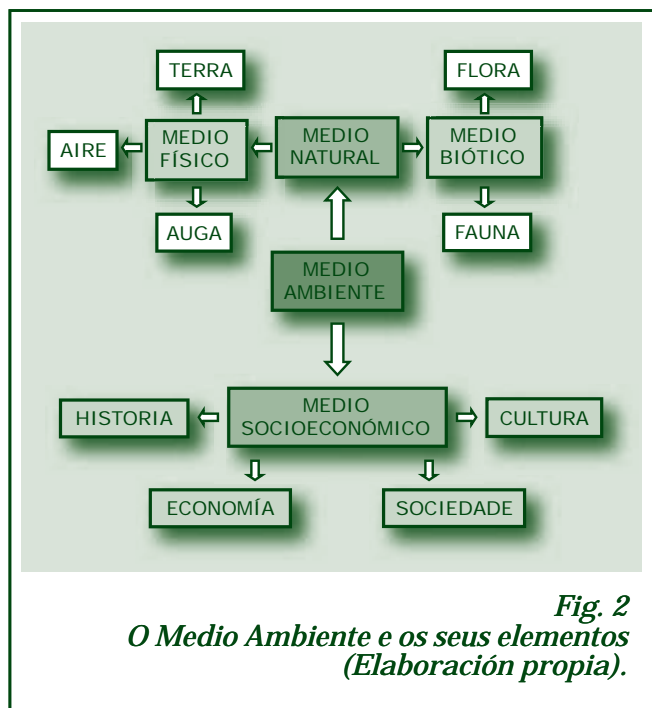 TERRA
FLORA
AIRE
MEDIO
FÍSICO
MEDIO
NATURAL
MEDIO
BIÓTICO
AUGA
FAUNA
MEDIO
AMBIENTE
HISTORIA
MEDIO
SOCIOECONÓMICO
CULTURA
ECONOMÍA
SOCIEDADE
Fig. 2
O Medio Ambiente e os seus elementos
(Elaboración propia).